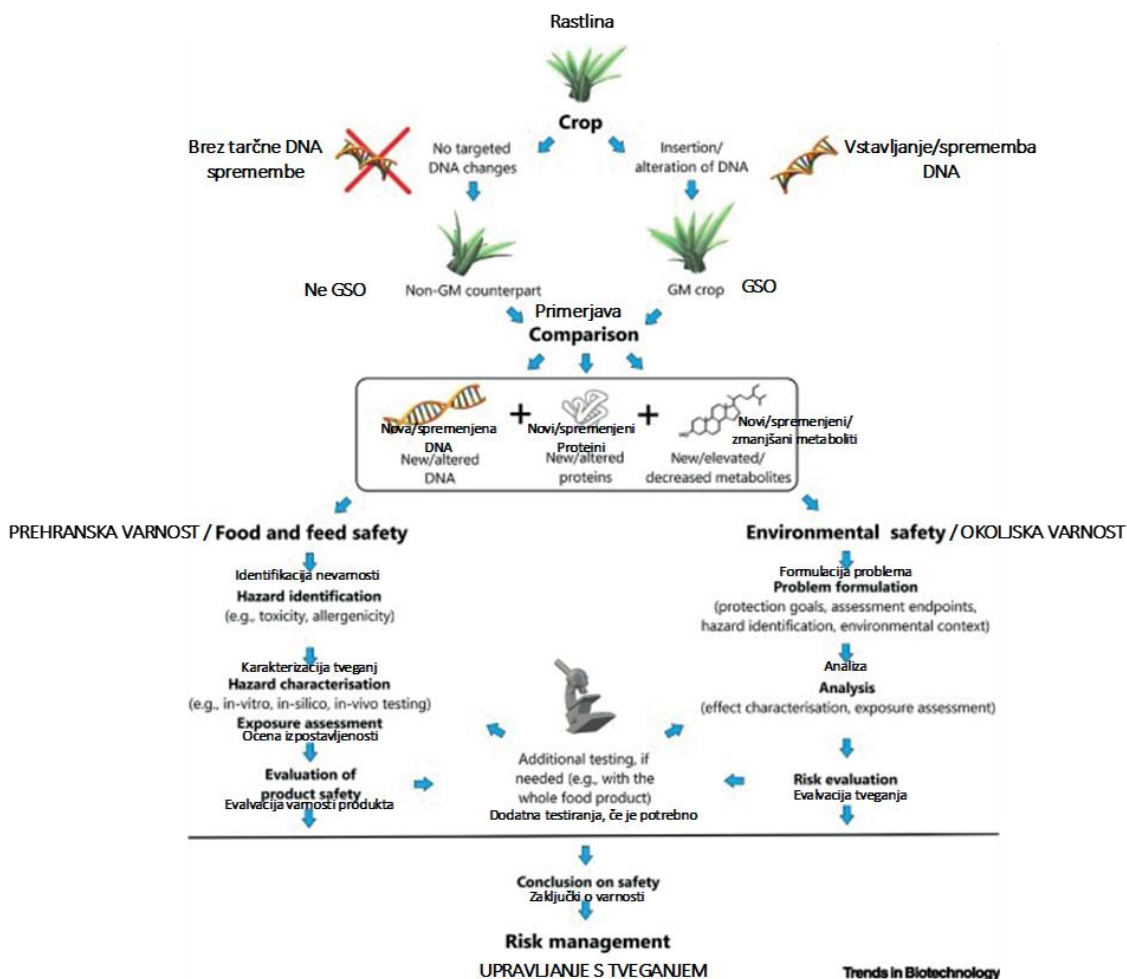 Rastlina
Crop
Brez tarčne DNA
spremembe
No targeted
DNA changes
Insertion/
alteration of DNA
Vstavljanje/sprememba
DNA
Ne GSO
Non-GM counterpart
GM crop
GSO
Primerjava
Comparison
Nova/spremenjena
DNA
New/altered
DNA
+
Novi/spremenjeni
Proteini
New/altered
proteins
+
HO
Novi/spremenjeni/
zmanjšani metaboliti
New/elevated/
decreased metabolites
PREHRANSKA VARNOST / Food and feed safety
Identifikacija nevarnosti
Hazard identification
(e.g., toxicity, allergenicity)
Karakterizacija tveganj
Hazard characterisation
(e.g., in-vitro, in-silico, in-vivo testing)
Exposure assessment
Ocena izpostavljenosti
Evaluation of
product safety
Evalvacija varnosti produkta
Environmental safety / OKOLJSKA VARNOST
Formulacija problema
Problem formulation
(protection goals, assessment endpoints,
hazard identification, environmental context)
Analiza
Analysis
(effect characterisation, exposure assessment)
Risk evaluation
Evalvacija tveganja
Additional testing, if
needed (e.g., with the
whole food product)
Dodatna testiranja, če je potrebno
Conclusion on safety
Zaključki o varnosti
Risk management
UPRAVLJANJE S TVEGANJEM
Trends in Biotechnology